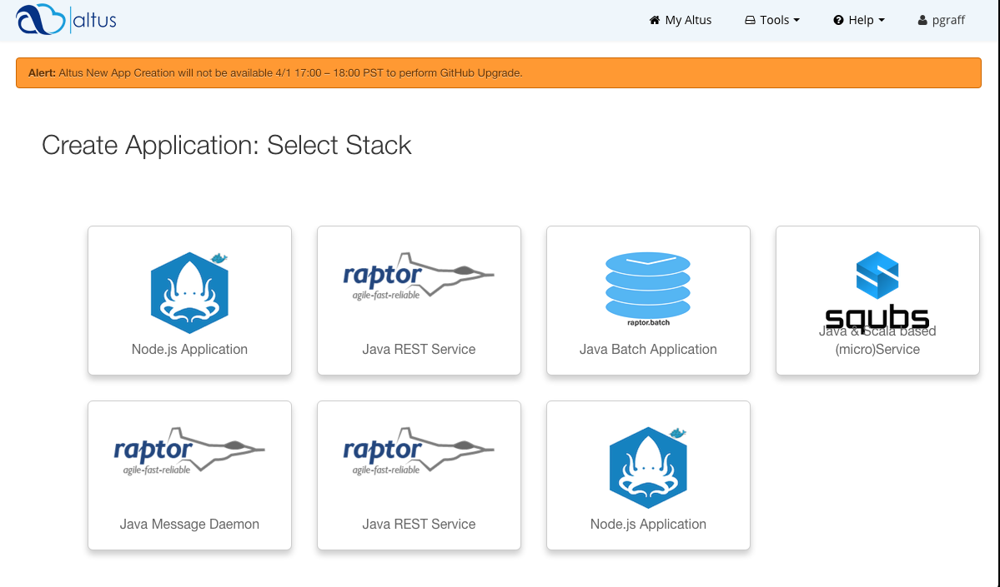 altus
My Altus
Tools
Help
pgraff
Alert: Altus New App Creation will not be available 4/1 17:00 – 18:00 PST to perform GitHub Upgrade.
Create Application: Select Stack
Node.js Application
raptor
agile-fast-reliable
Java REST Service
raptor.batch
Java Batch Application
squbs
Java & Scala based
(micro)Service
raptor
agile-fast-reliable
Java Message Daemon
raptor
agile-fast-reliable
Java REST Service
Node.js Application